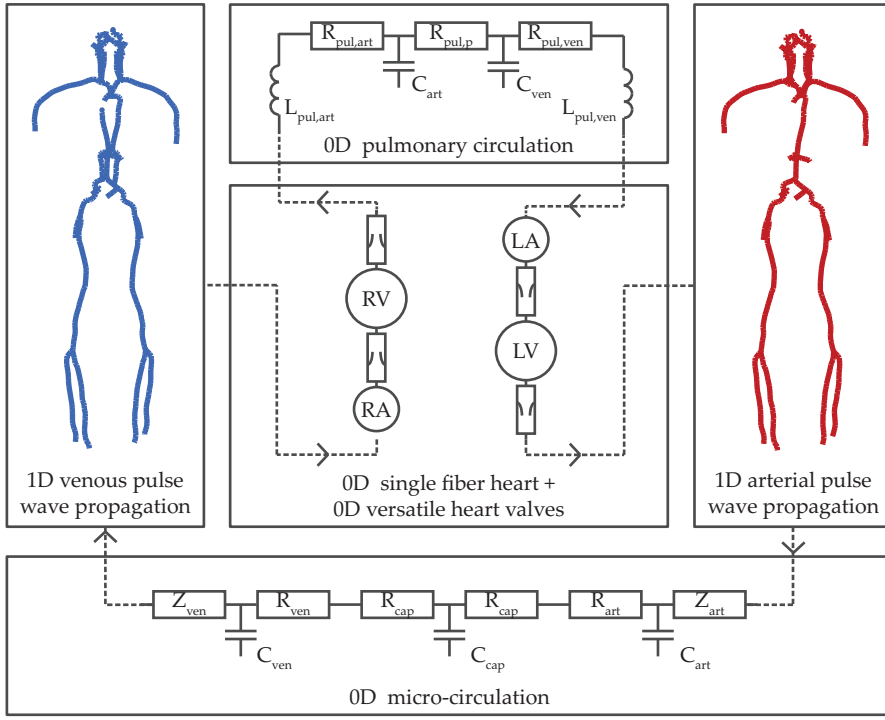 R_pul,art R_pul,p R_pul,ven
C_art C_ven
L_pul,art L_pul,ven
0D pulmonary circulation
LA
RV
LV
RA
1D venous pulse
wave propagation
0D single fiber heart +
0D versatile heart valves
1D arterial pulse
wave propagation
Z_ven R_ven R_cap R_cap R_art Z_art
C_ven C_cap C_art
0D micro-circulation